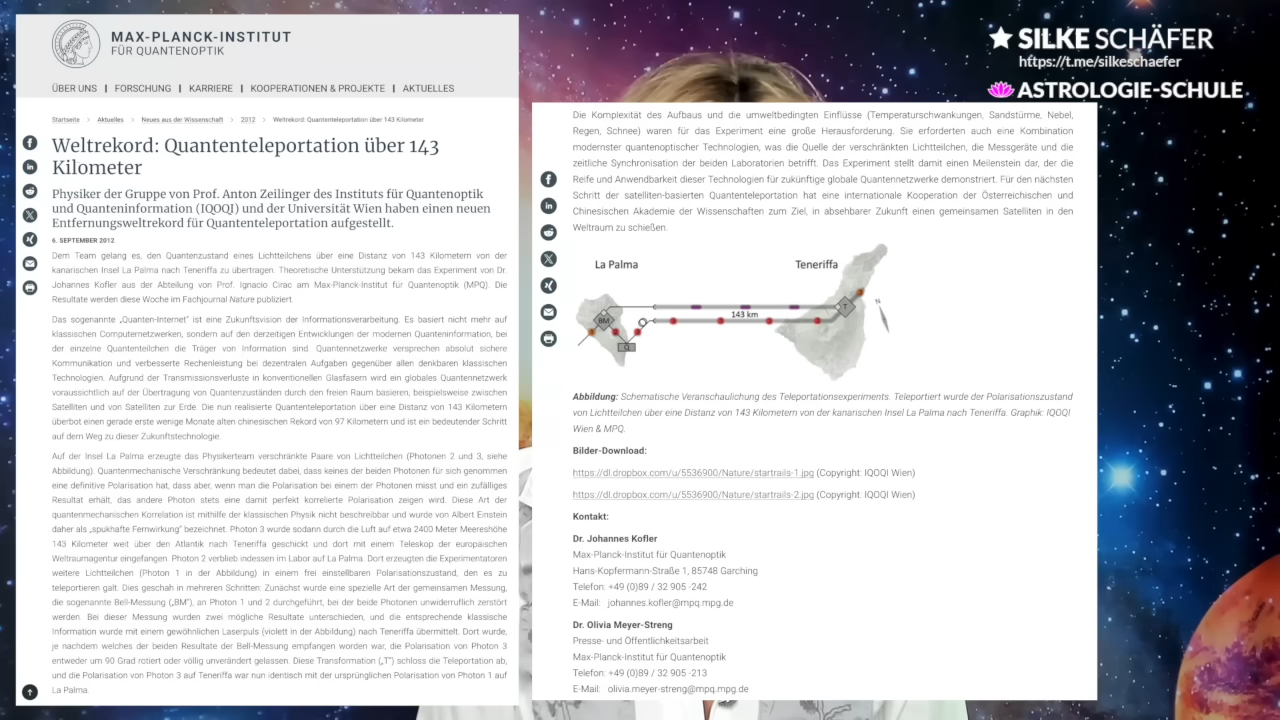 MAX-PLANCK-INSTITUT
FÜR QUANTENOPTIK
ÜBER UNS | FORSCHUNG | KARRIERE | KOOPERATIONEN & PROJEKTE | AKTUELLES
Startseite > Aktuelles > Neues aus der Wissenschaft > 2012 > Weltrekord: Quantenteleportation über 143 Kilometer
Weltrekord: Quantenteleportation über 143
Kilometer
Physiker der Gruppe von Prof. Anton Zeilinger des Instituts für Quantenoptik
und Quanteninformation (IQOQI) und der Universität Wien haben einen neuen
Entfernungsweltrekord für Quantenteleportation aufgestellt.
6. SEPTEMBER 2012
Dem Team gelang es, den Quantenzustand eines Lichtteilchens über eine Distanz von 143 Kilometern von der
kanarischen Insel La Palma nach Teneriffa zu übertragen. Theoretische Unterstützung bekam das Experiment von Dr.
Johannes Kofler aus der Abteilung von Prof. Ignacio Cirac am Max-Planck-Institut für Quantenoptik (MPQ). Die
Resultate werden diese Woche im Fachjournal Nature publiziert.
Das sogenannte „Quanten-Internet“ ist eine Zukunftsvision der Informationsverarbeitung. Es basiert nicht mehr auf
klassischen Computernetzwerken, sondern auf den derzeitigen Entwicklungen der modernen Quanteninformation, bei
der einzelne Quantenteilchen die Träger von Information sind. Quantennetzwerke versprechen absolut sichere
Kommunikation und verbesserte Rechenleistung bei dezentralen Aufgaben gegenüber allen denkbaren klassischen
Technologien. Aufgrund der Transmissionsverluste in konventionellen Glasfasern wird ein globales Quantennetzwerk
voraussichtlich auf der Übertragung von Quantenzuständen durch den freien Raum basieren, beispielsweise zwischen
Satelliten und von Satelliten zur Erde. Die nun realisierte Quantenteleportation über eine Distanz von 143 Kilometern
überbot einen gerade erst wenige Monate alten chinesischen Rekord von 97 Kilometern und ist ein bedeutender Schritt
auf dem Weg zu dieser Zukunftstechnologie.
Auf der Insel La Palma erzeugte das Physikerteam verschränkte Paare von Lichtteilchen (Photonen 2 und 3, siehe
Abbildung). Quantenmechanische Verschränkung bedeutet dabei, dass keines der beiden Photonen für sich genommen
eine definitive Polarisation hat, dass aber, wenn man die Polarisation bei einem der Photonen misst und ein zufälliges
Resultat erhält, das andere Photon stets eine damit perfekt korrelierte Polarisation zeigen wird. Diese Art der
quantenmechanischen Korrelation ist mithilfe der klassischen Physik nicht beschreibbar und wurde von Albert Einstein
daher als „spukhafte Fernwirkung“ bezeichnet. Photon 3 wurde sodann durch die Luft auf etwa 2400 Meter Meereshöhe
143 Kilometer weit über den Atlantik nach Teneriffa geschickt und dort mit einem Teleskop der europäischen
Weltraumagentur eingefangen. Photon 2 verblieb indessen im Labor auf La Palma. Dort erzeugten die Experimentatoren
weitere Lichtteilchen (Photon 1 in der Abbildung) in einem frei einstellbaren Polarisationszustand, den es zu
teleportieren galt. Dies geschah in mehreren Schritten: Zunächst wurde eine spezielle Art der gemeinsamen Messung,
die sogenannte Bell-Messung („BM“), an Photon 1 und 2 durchgeführt, bei der beide Photonen unwiderruflich zerstört
werden. Bei dieser Messung wurden zwei mögliche Resultate unterschieden, und die entsprechende klassische
Information wurde mit einem gewöhnlichen Laserpuls (violett in der Abbildung) nach Teneriffa übermittelt. Dort wurde,
je nachdem welches der beiden Resultate der Bell-Messung empfangen worden war, die Polarisation von Photon 3
entweder um 90 Grad rotiert oder völlig unverändert gelassen. Diese Transformation („T“) schloss die Teleportation ab,
und die Polarisation von Photon 3 auf Teneriffa war nun identisch mit der ursprünglichen Polarisation von Photon 1 auf
La Palma.
SILKE SCHÄFER
https://t.me/silkeschaefer
ASTROLOGIE-SCHULE
Die Komplexität des Aufbaus und die umweltbedingten Einflüsse (Temperaturschwankungen, Sandstürme, Nebel,
Regen, Schnee) waren für das Experiment eine große Herausforderung. Sie erforderten auch eine Kombination
modernster quantenoptischer Technologien, was die Quelle der verschränkten Lichtteilchen, die Messgeräte und die
zeitliche Synchronisation der beiden Laboratorien betrifft. Das Experiment stellt damit einen Meilenstein dar, der die
Reife und Anwendbarkeit dieser Technologien für zukünftige globale Quantennetzwerke demonstriert. Für den nächsten
Schritt der satelliten-basierten Quantenteleportation hat eine internationale Kooperation der Österreichischen und
Chinesischen Akademie der Wissenschaften zum Ziel, in absehbarer Zukunft einen gemeinsamen Satelliten in den
Weltraum zu schießen.
La Palma
Teneriffa
BM
143 km
T
N
Abbildung: Schematische Veranschaulichung des Teleportationsexperiments. Teleportiert wurde der Polarisationszustand
von Lichtteilchen über eine Distanz von 143 Kilometern von der kanarischen Insel La Palma nach Teneriffa. Graphik: IQOQI
Wien & MPQ.
Bilder-Download:
https://dl.dropbox.com/u/5536900/Nature/startrails-1.jpg (Copyright: IQOQI Wien)
https://dl.dropbox.com/u/5536900/Nature/startrails-2.jpg (Copyright: IQOQI Wien)
Kontakt:
Dr. Johannes Kofler
Max-Planck-Institut für Quantenoptik
Hans-Kopfermann-Straße 1, 85748 Garching
Telefon: +49 (0)89 / 32 905 -242
E-Mail: johannes.kofler@mpq.mpg.de
Dr. Olivia Meyer-Streng
Presse- und Öffentlichkeitsarbeit
Max-Planck-Institut für Quantenoptik
Telefon: +49 (0)89 / 32 905 -213
E-Mail: olivia.meyer-streng@mpq.mpg.de